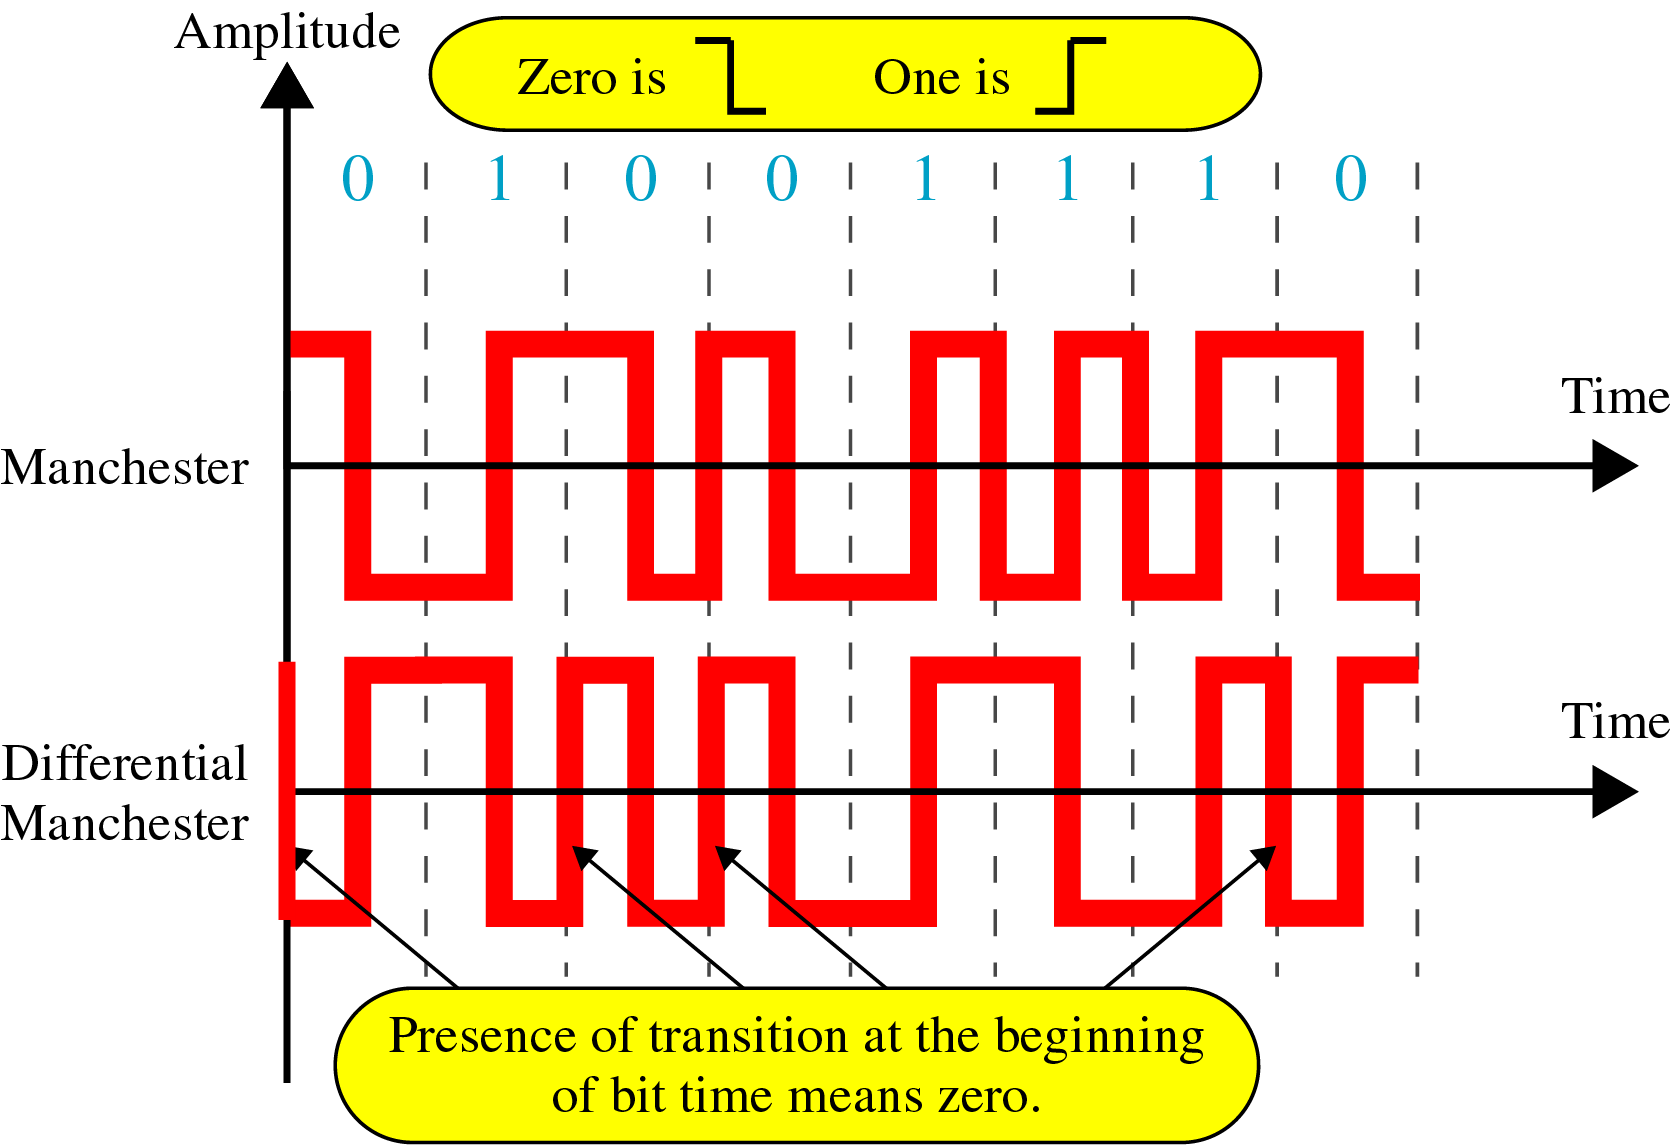 Amplitude
Zero is One is
0 1 0 0 1 1 1 0
Time
Manchester
Time
Differential
Manchester
Presence of transition at the beginning
of bit time means zero.